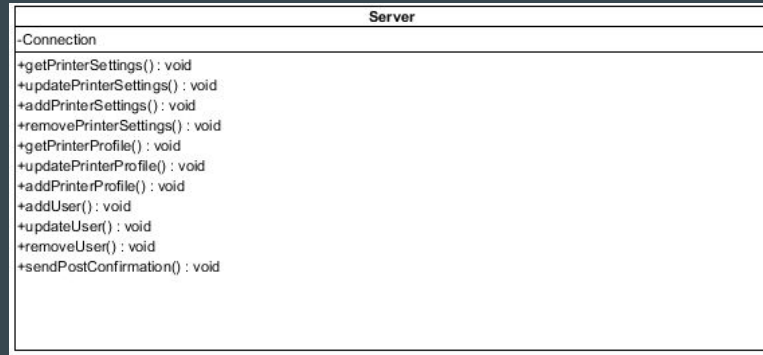 Server
-Connection
+getPrinterSettings() : void
+updatePrinterSettings() : void
+addPrinterSettings() : void
+removePrinterSettings() : void
+getPrinterProfile() : void
+updatePrinterProfile() : void
+addPrinterProfile() : void
+addUser() : void
+updateUser() : void
+removeUser() : void
+sendPostConfirmation() : void